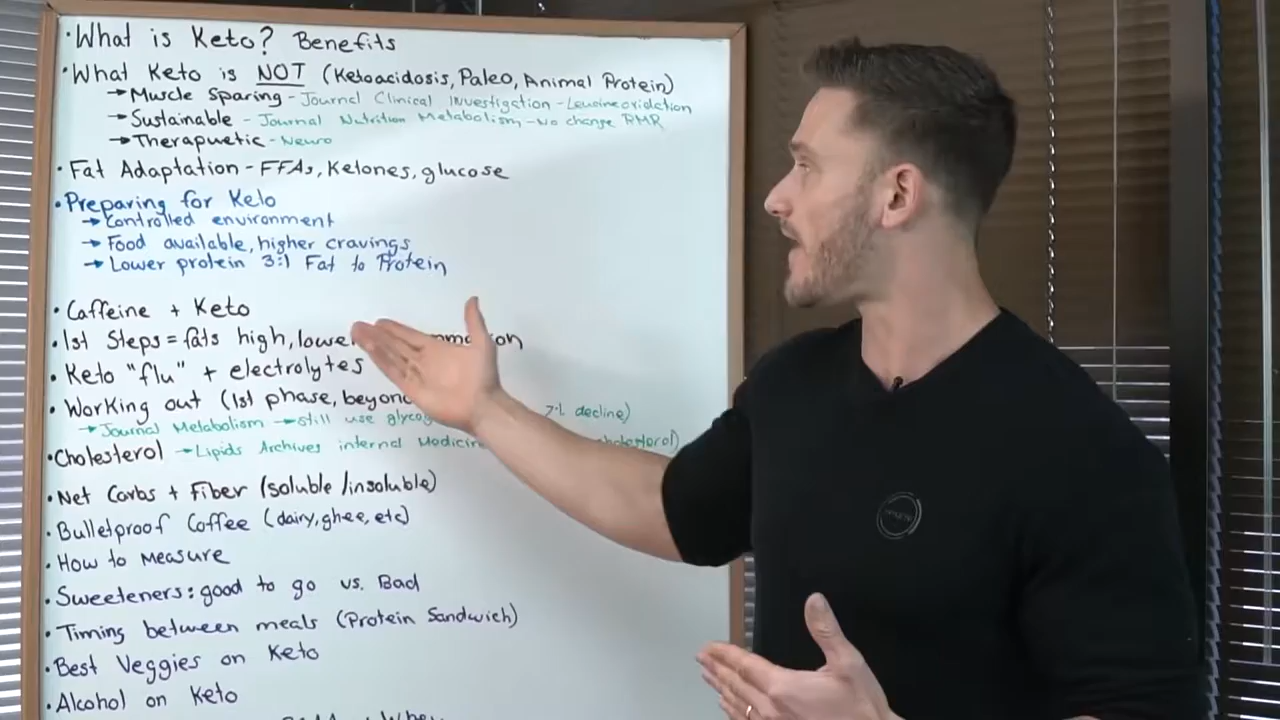 ·What is Keto? Benefits
·What Keto is NOT (Ketoacidosis, Paleo, Animal Protein)
→Muscle Sparing - Journal Clinical Investigation - Leucine oxidation
→Sustainable - Journal Nutrition Metabolism - No change RMR
→Therapuetic - Neuro
·Fat Adaptation - FFAs, Ketones, glucose
·Preparing for Keto
→Controlled environment
→Food available, higher cravings
→Lower protein 3:1 Fat to Protein
·Caffeine + Keto
·1st Steps = fats high, lower
·Keto "flu" + electrolytes
·Working out (1st phase, beyond
→Journal Metabolism →still use decline)
·Cholesterol →Lipids Archives internal Medicine cholesterol)
·Net Carbs + Fiber (soluble/insoluble)
·Bulletproof Coffee (dairy, ghee, etc)
·How to Measure
·Sweeteners: good to go vs. Bad
·Timing between meals (Protein Sandwich)
·Best Veggies on Keto
·Alcohol on Keto